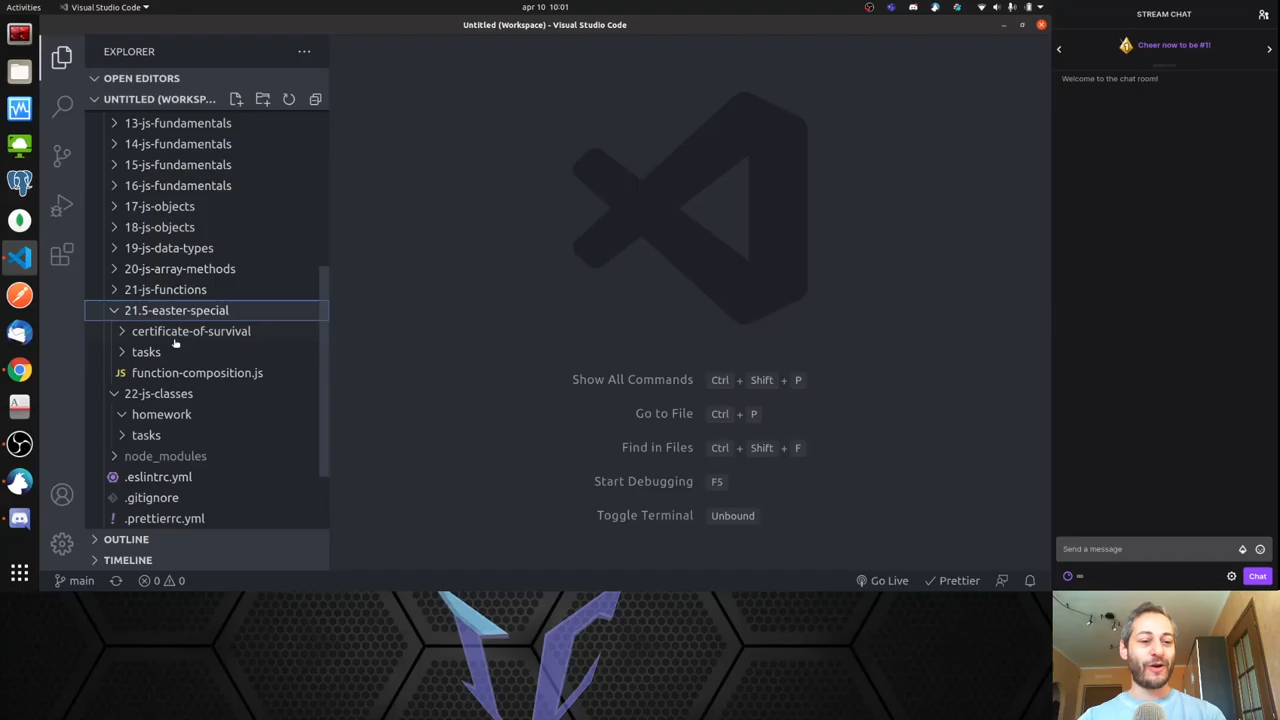 Activities
Visual Studio Code
apr 10 10:01
Untitled (Workspace) - Visual Studio Code
EXPLORER
OPEN EDITORS
UNTITLED (WORKSP...
13-js-fundamentals
14-js-fundamentals
15-js-fundamentals
16-js-fundamentals
17-js-objects
18-js-objects
19-js-data-types
20-js-array-methods
21-js-functions
21.5-easter-special
certificate-of-survival
tasks
JS function-composition.js
22-js-classes
homework
tasks
node_modules
.eslintrc.yml
.gitignore
! .prettierrc.yml
OUTLINE
TIMELINE
main
0 0
Show All Commands Ctrl + Shift + P
Go to File Ctrl + P
Find in Files Ctrl + Shift + F
Start Debugging F5
Toggle Terminal Unbound
Go Live
Prettier
STREAM CHAT
1 Cheer now to be #1!
Welcome to the chat room!
Send a message
∞
Chat